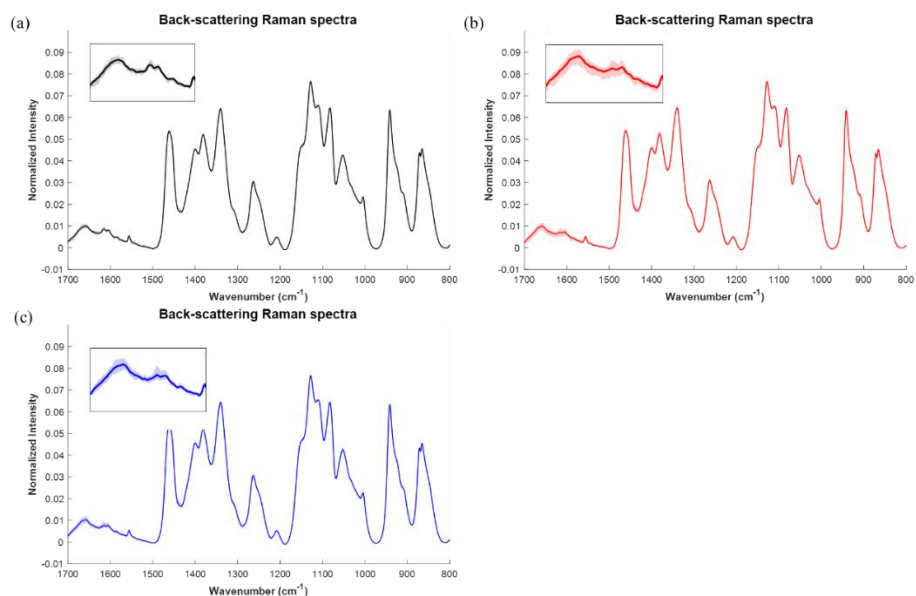 (a)
Back-scattering Raman spectra
0.09
0.08
0.07
0.06
0.05
0.04
0.03
0.02
0.01
0
-0.01
Normalized Intensity
1700 1600 1500 1400 1300 1200 1100 1000 900 800
Wavenumber (cm⁻¹)
(b)
Back-scattering Raman spectra
0.09
0.08
0.07
0.06
0.05
0.04
0.03
0.02
0.01
0
-0.01
Normalized Intensity
1700 1600 1500 1400 1300 1200 1100 1000 900 800
Wavenumber (cm⁻¹)
(c)
Back-scattering Raman spectra
0.09
0.08
0.07
0.06
0.05
0.04
0.03
0.02
0.01
0
-0.01
Normalized Intensity
1700 1600 1500 1400 1300 1200 1100 1000 900 800
Wavenumber (cm⁻¹)